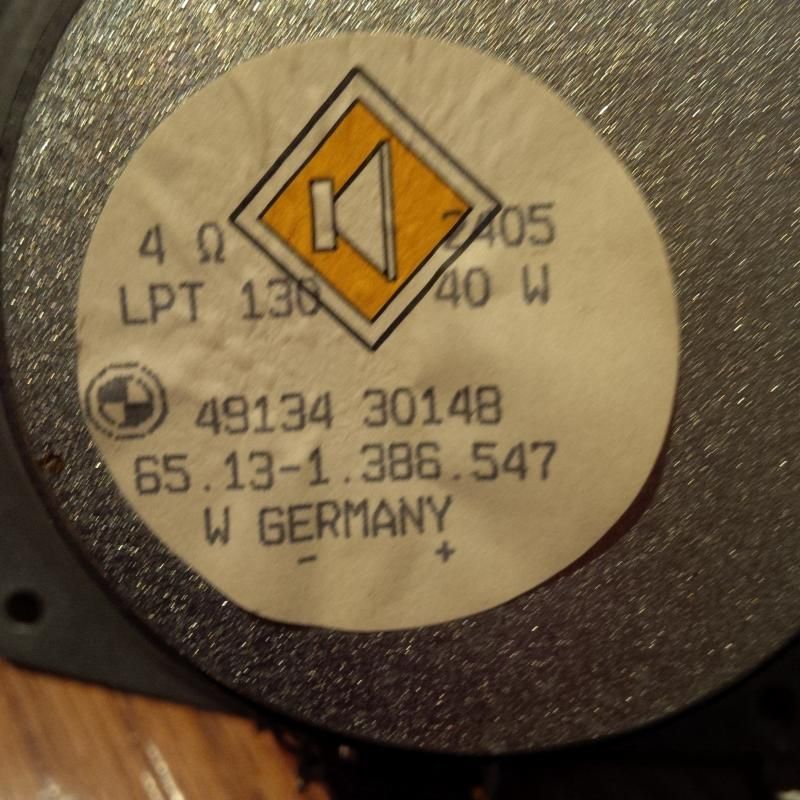 4 Ω 2405
LPT 130 40 W
49134 30148
65.13-1.386.547
W GERMANY
- +